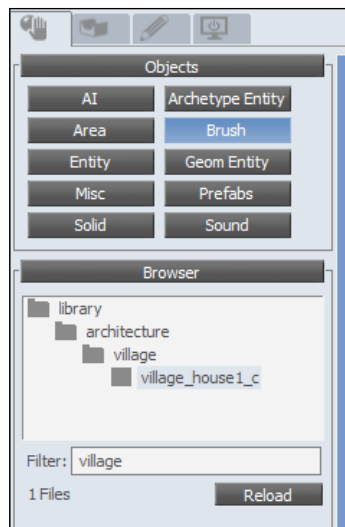 Objects
AI Archetype Entity
Area Brush
Entity Geom Entity
Misc Prefabs
Solid Sound
Browser
library
architecture
village
village_house1_c
Filter: village
1 Files Reload